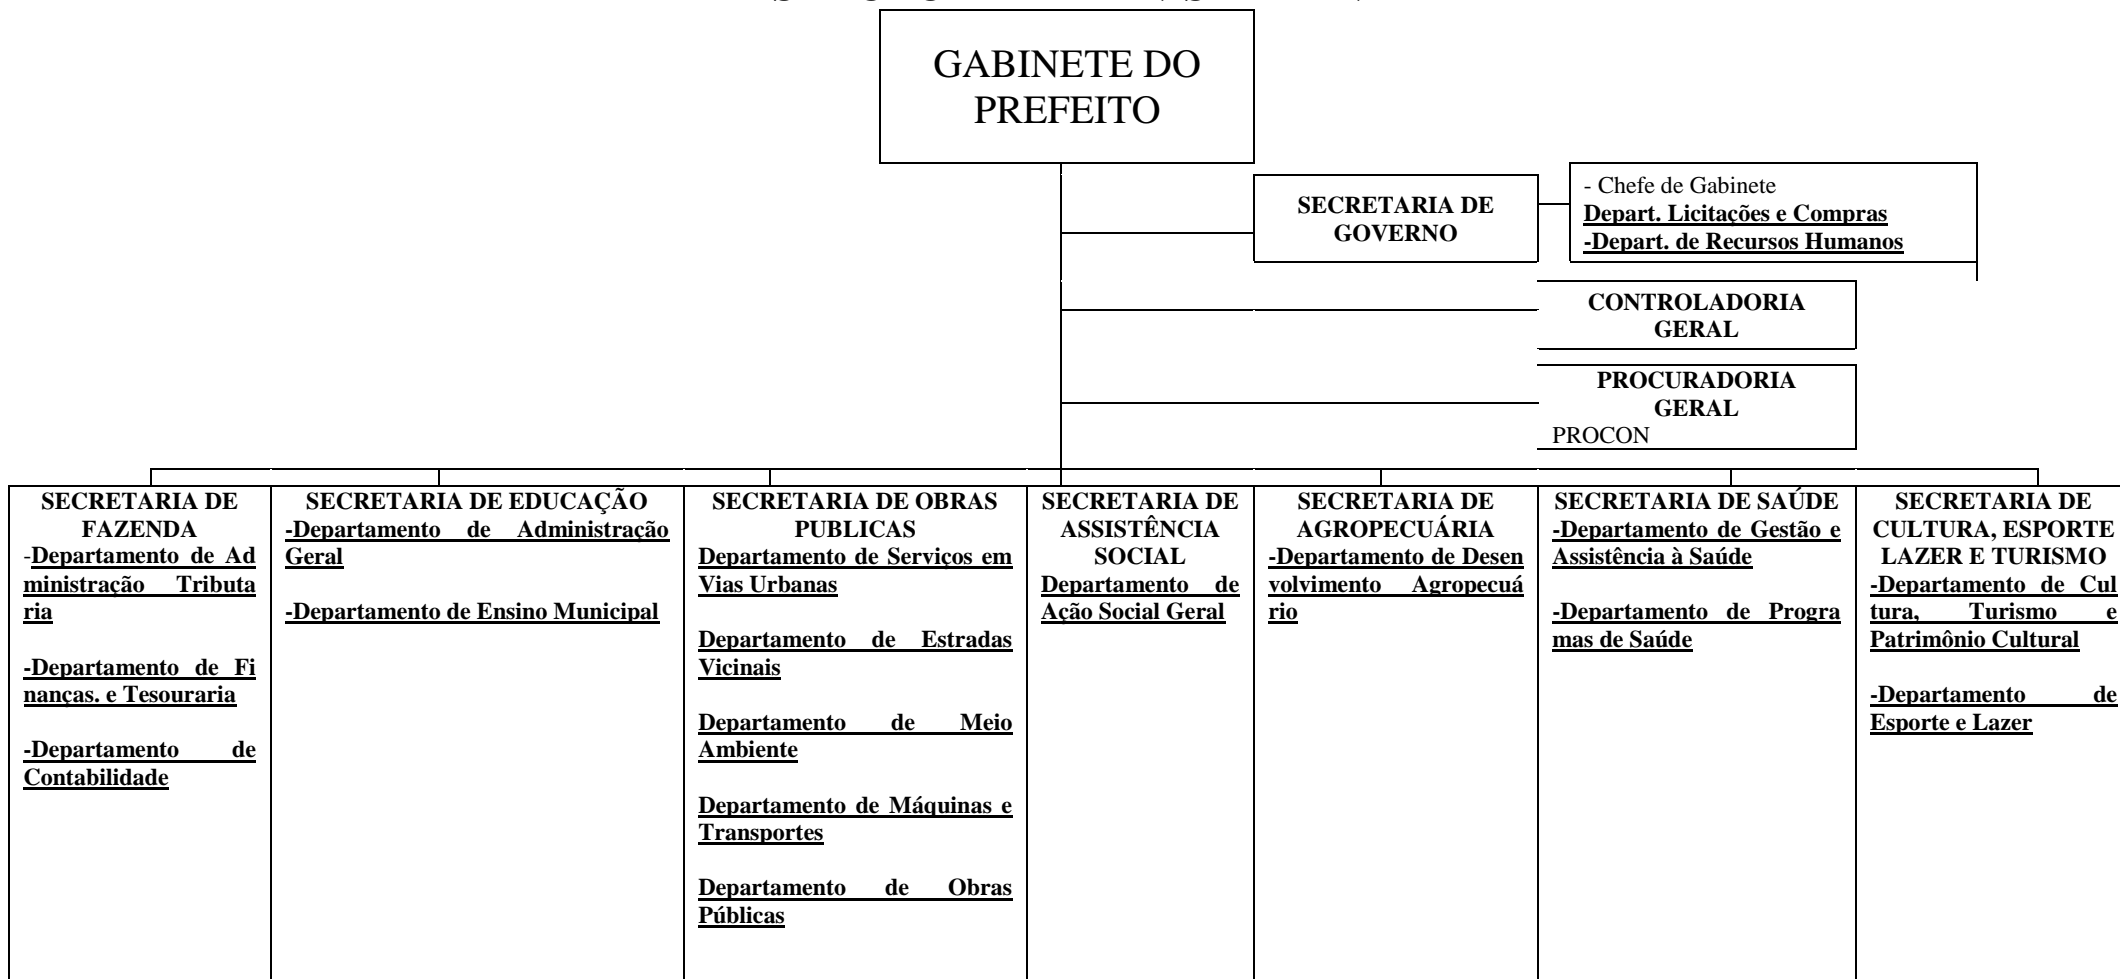 GABINETE DO
PREFEITO
SECRETARIA DE
GOVERNO
- Chefe de Gabinete
Depart. Licitações e Compras
-Depart. de Recursos Humanos
CONTROLADORIA
GERAL
PROCURADORIA
GERAL
PROCON
SECRETARIA DE
FAZENDA
-Departamento de Ad
ministração Tributa
ria
-Departamento de Fi
nanças. e Tesouraria
-Departamento de
Contabilidade
SECRETARIA DE EDUCAÇÃO
-Departamento de Administração
Geral
-Departamento de Ensino Municipal
SECRETARIA DE OBRAS
PUBLICAS
Departamento de Serviços em
Vias Urbanas
Departamento de Estradas
Vicinais
Departamento de Meio
Ambiente
Departamento de Máquinas e
Transportes
Departamento de Obras
Públicas
SECRETARIA DE
ASSISTÊNCIA
SOCIAL
Departamento de
Ação Social Geral
SECRETARIA DE
AGROPECUÁRIA
-Departamento de Desen
volvimento Agropecuá
rio
SECRETARIA DE SAÚDE
-Departamento de Gestão e
Assistência à Saúde
-Departamento de Progra
mas de Saúde
SECRETARIA DE
CULTURA, ESPORTE
LAZER E TURISMO
-Departamento de Cul
tura, Turismo e
Patrimônio Cultural
-Departamento de
Esporte e Lazer